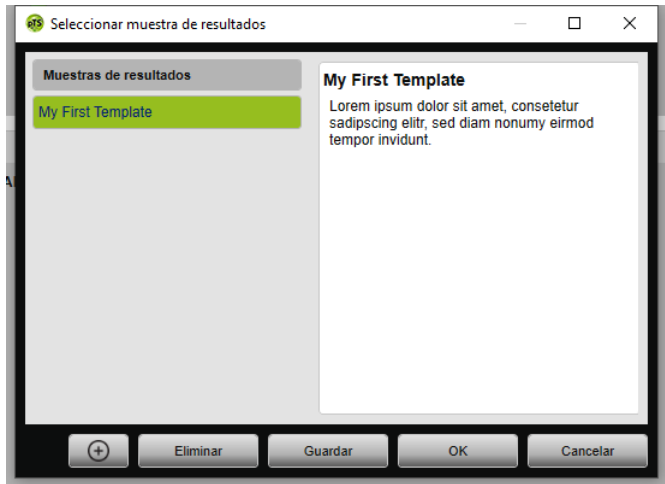 PTS
Seleccionar muestra de resultados
Muestras de resultados
My First Template
My First Template
Lorem ipsum dolor sit amet, consetetur
sadipscing elitr, sed diam nonumy eirmod
tempor invidunt.
Eliminar
Guardar
OK
Cancelar